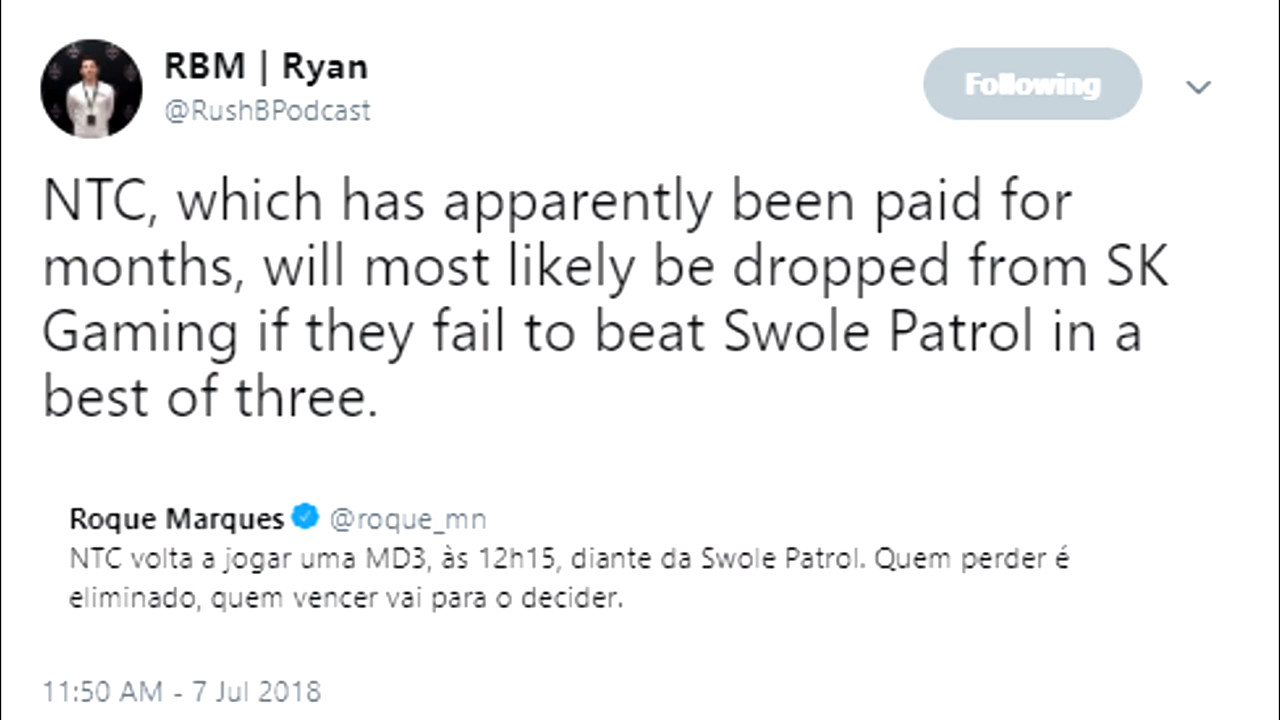 RBM | Ryan
@RushBPodcast
Following
NTC, which has apparently been paid for
months, will most likely be dropped from SK
Gaming if they fail to beat Swole Patrol in a
best of three.
Roque Marques @roque_mn
NTC volta a jogar uma MD3, às 12h15, diante da Swole Patrol. Quem perder é
eliminado, quem vencer vai para o decider.
11:50 AM - 7 Jul 2018